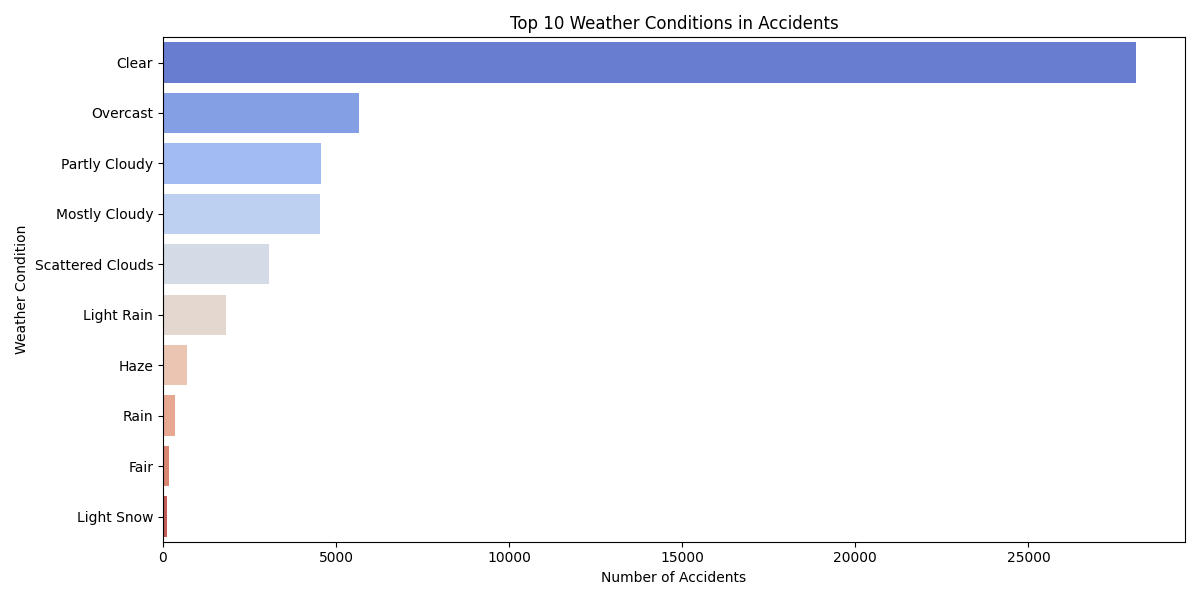 Top 10 Weather Conditions in Accidents
Weather Condition
Clear
Overcast
Partly Cloudy
Mostly Cloudy
Scattered Clouds
Light Rain
Haze
Rain
Fair
Light Snow
0 5000 10000 15000 20000 25000
Number of Accidents